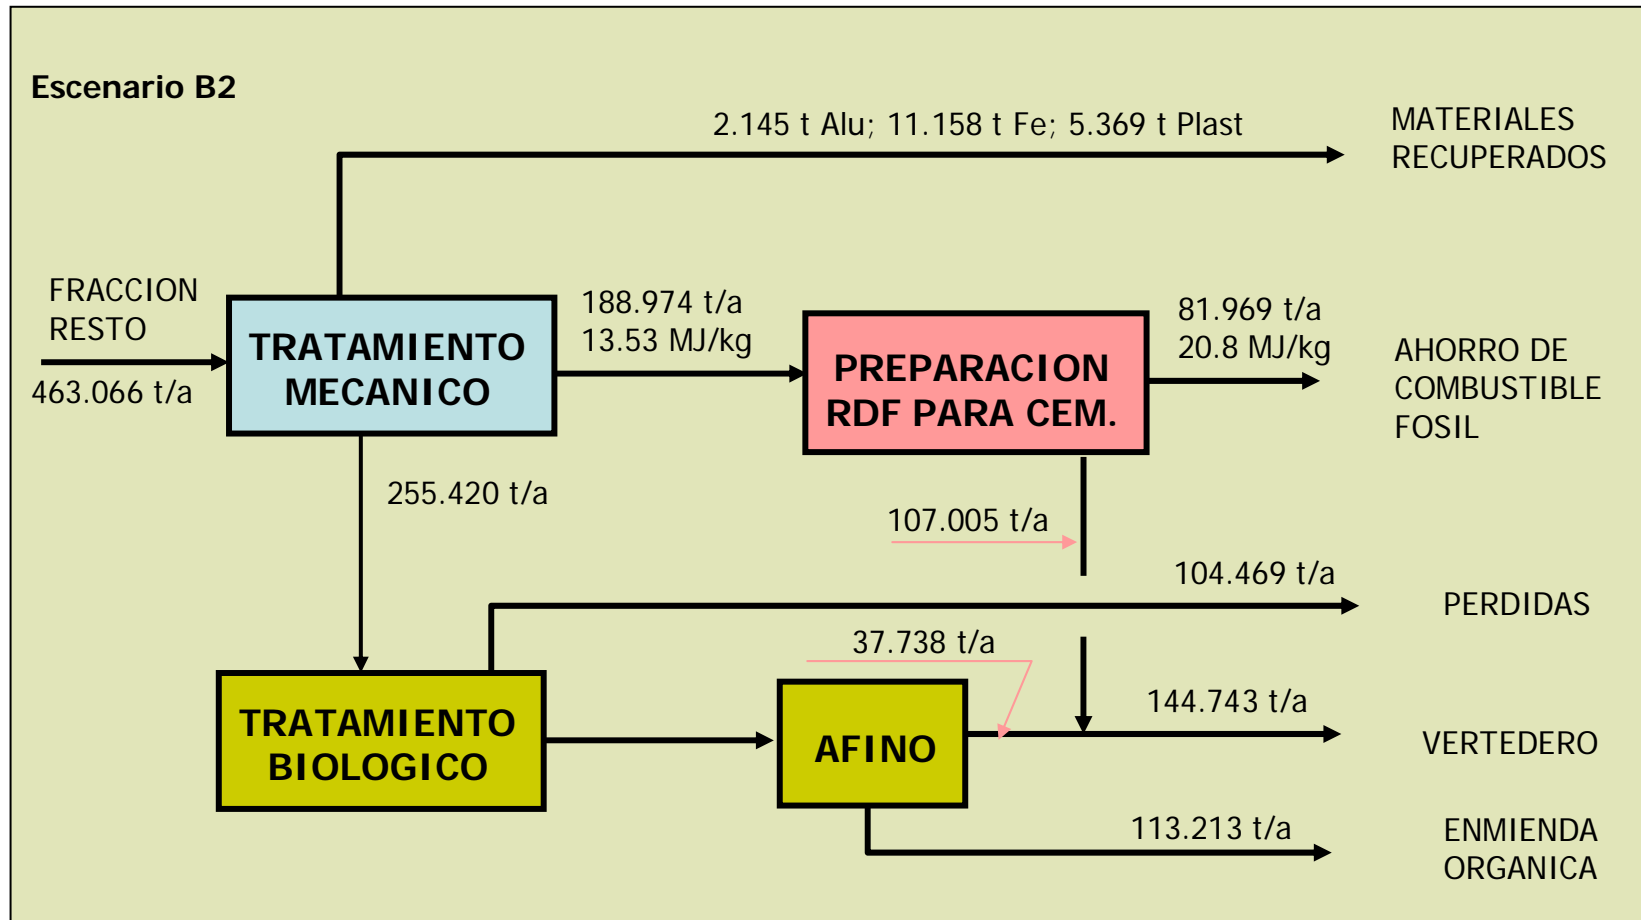 Escenario B2
2.145 t Alu; 11.158 t Fe; 5.369 t Plast
MATERIALES
RECUPERADOS
FRACCION
RESTO
463.066 t/a
TRATAMIENTO
MECANICO
188.974 t/a
13.53 MJ/kg
PREPARACION
RDF PARA CEM.
81.969 t/a
20.8 MJ/kg
AHORRO DE
COMBUSTIBLE
FOSIL
255.420 t/a
107.005 t/a
104.469 t/a
PERDIDAS
37.738 t/a
TRATAMIENTO
BIOLOGICO
AFINO
144.743 t/a
VERTEDERO
113.213 t/a
ENMIENDA
ORGANICA